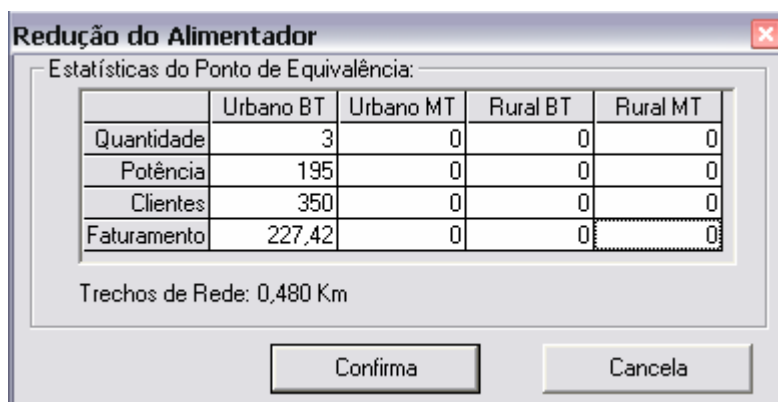 Redução do Alimentador
Estatísticas do Ponto de Equivalência:
Urbano BT Urbano MT Rural BT Rural MT
Quantidade 3 0 0 0
Potência 195 0 0 0
Clientes 350 0 0 0
Faturamento 227,42 0 0 0
Trechos de Rede: 0,480 Km
Confirma Cancela